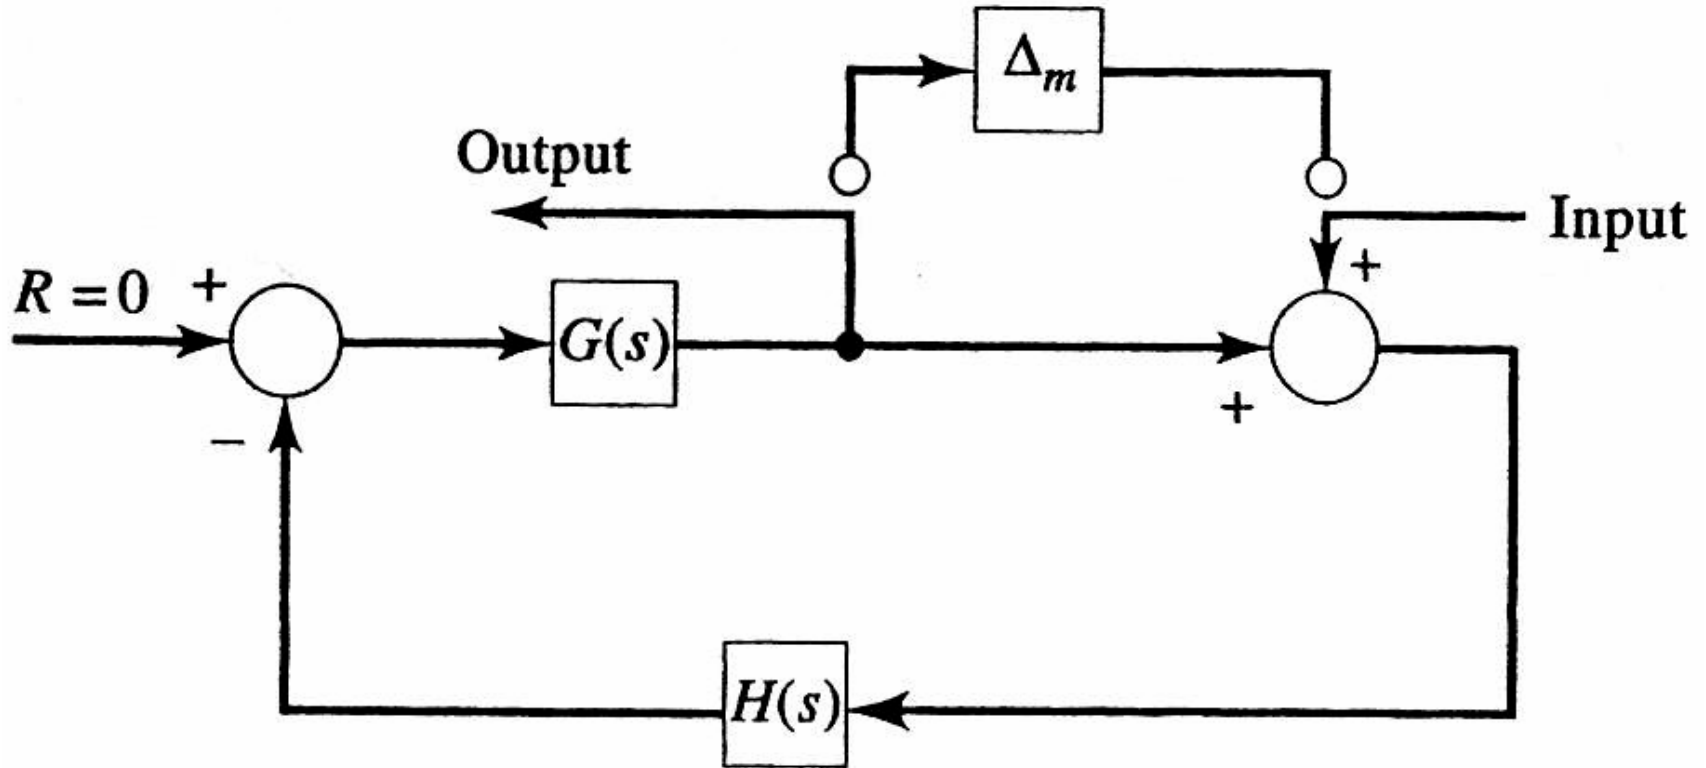 Δm
Output
Input
+
R = 0
+
G(s)
+
−
H(s)